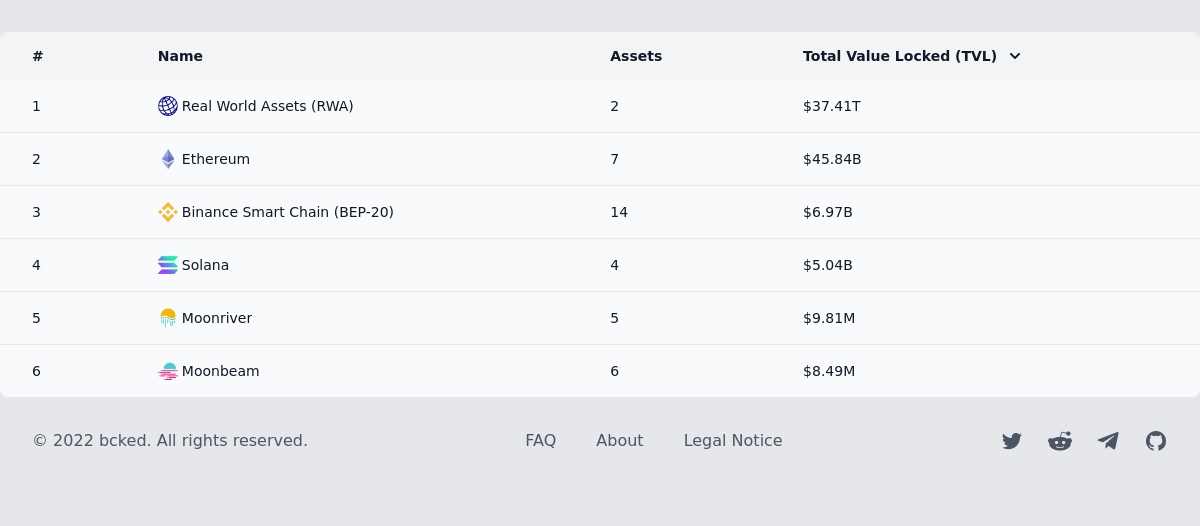 # Name Assets Total Value Locked (TVL)
1 Real World Assets (RWA) 2 $37.41T
2 Ethereum 7 $45.84B
3 Binance Smart Chain (BEP-20) 14 $6.97B
4 Solana 4 $5.04B
5 Moonriver 5 $9.81M
6 Moonbeam 6 $8.49M
© 2022 bcked. All rights reserved. FAQ About Legal Notice